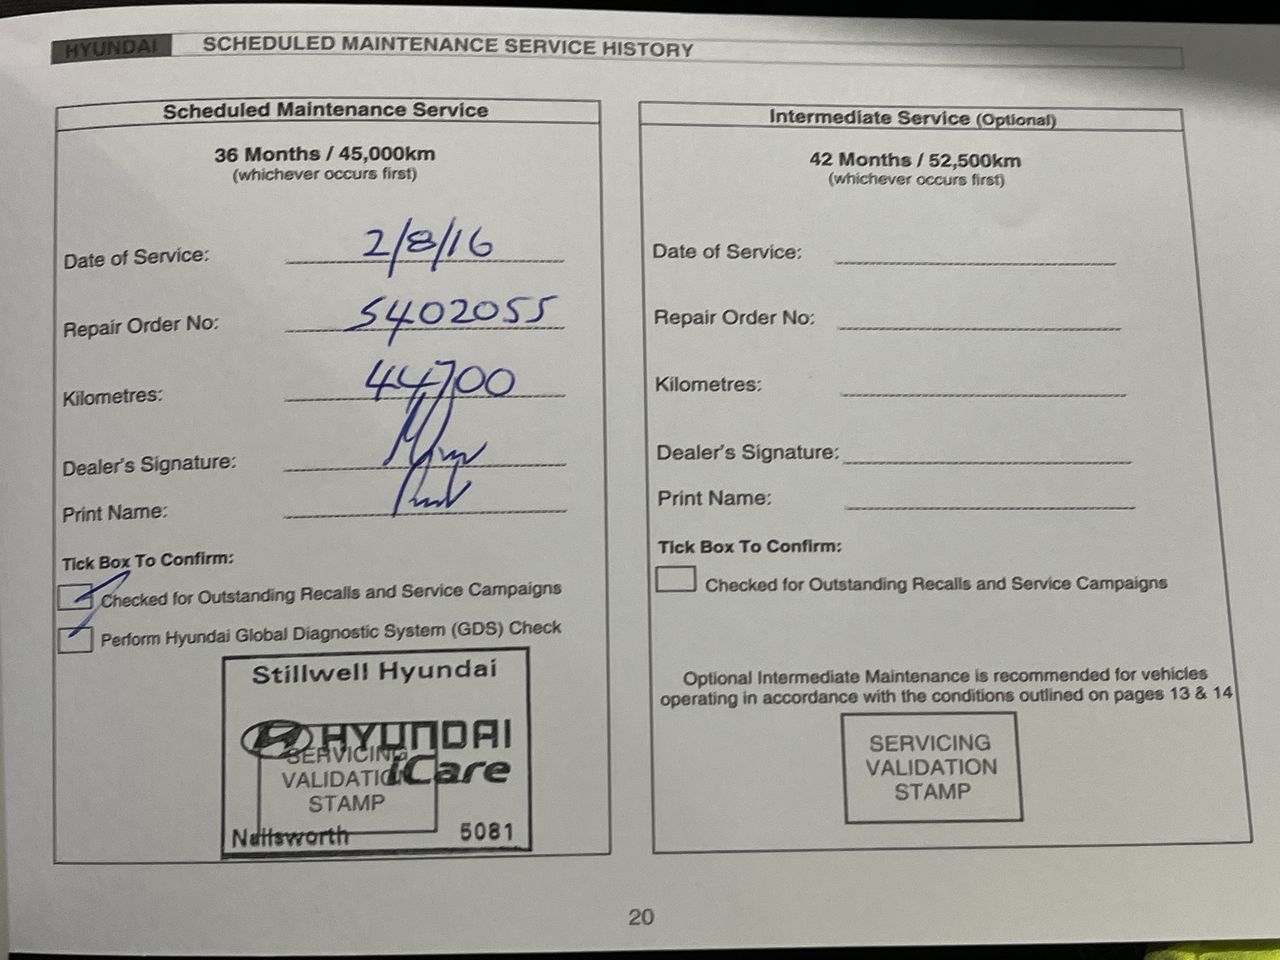 HYUNDAI SCHEDULED MAINTENANCE SERVICE HISTORY
Scheduled Maintenance Service
36 Months / 45,000km
(whichever occurs first)
Date of Service: 2/8/16
Repair Order No: S402055
Kilometres: 44700
Dealer's Signature:
Print Name:
Tick Box To Confirm:
Checked for Outstanding Recalls and Service Campaigns
Perform Hyundai Global Diagnostic System (GDS) Check
Stillwell Hyundai
HYUNDAI
iCare
SERVICING
VALIDATION
STAMP
Nailsworth 5081
Intermediate Service (Optional)
42 Months / 52,500km
(whichever occurs first)
Date of Service:
Repair Order No:
Kilometres:
Dealer's Signature:
Print Name:
Tick Box To Confirm:
Checked for Outstanding Recalls and Service Campaigns
Optional Intermediate Maintenance is recommended for vehicles
operating in accordance with the conditions outlined on pages 13 & 14
SERVICING
VALIDATION
STAMP
20